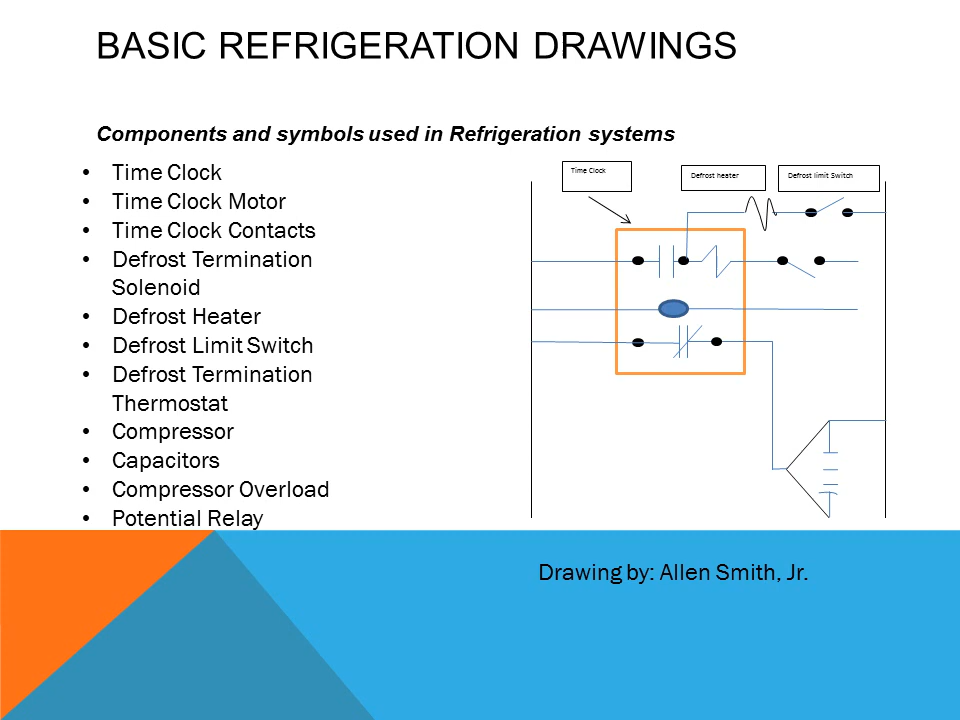 BASIC REFRIGERATION DRAWINGS
Components and symbols used in Refrigeration systems
• Time Clock
• Time Clock Motor
• Time Clock Contacts
• Defrost Termination
Solenoid
• Defrost Heater
• Defrost Limit Switch
• Defrost Termination
Thermostat
• Compressor
• Capacitors
• Compressor Overload
• Potential Relay
Time Clock
Defrost heater
Defrost limit Switch
Drawing by: Allen Smith, Jr.